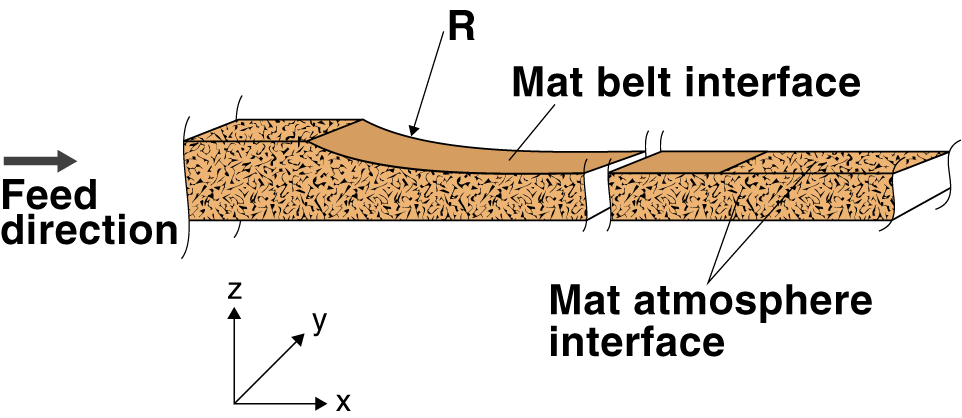 R
Mat belt interface
Feed
direction
Mat atmosphere
interface
z
y
x